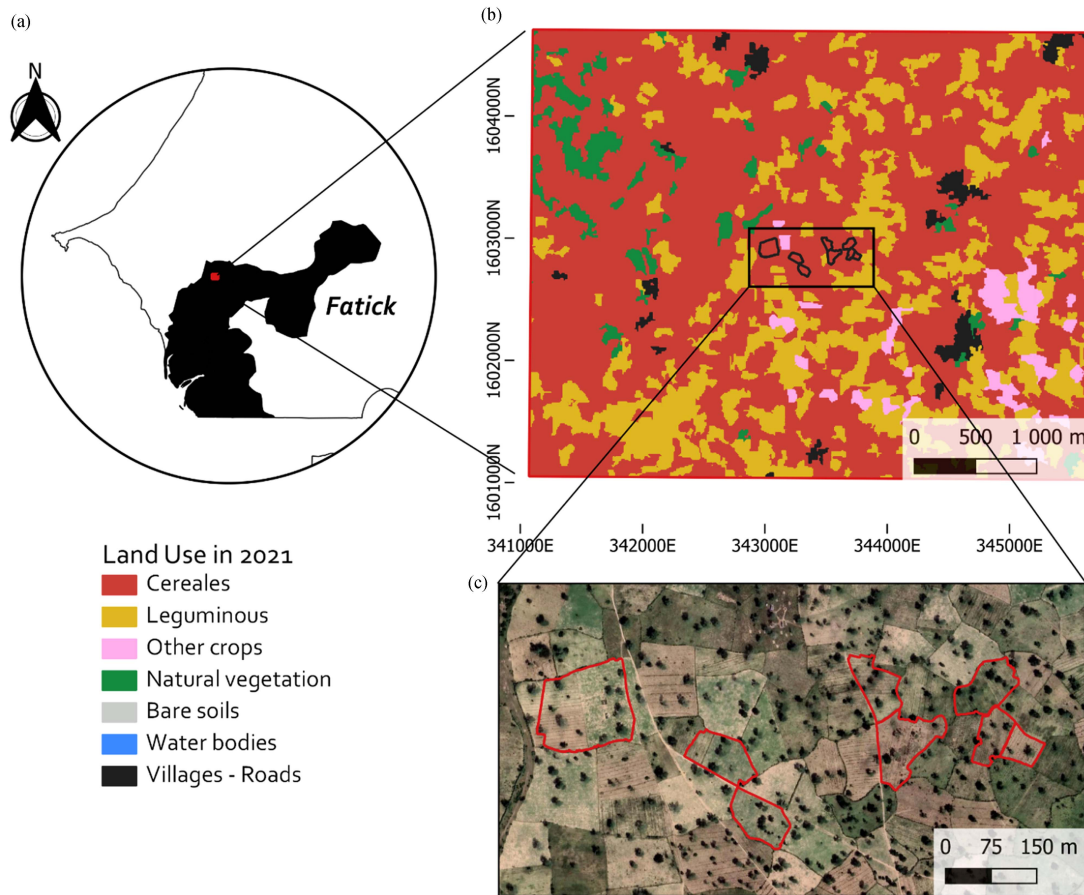 (a)
N
Fatick
(b)
1604000N
1603000N
1602000N
1601000N
0 500 1 000 m
341000E 342000E 343000E 344000E 345000E
Land Use in 2021
Cereales
Leguminous
Other crops
Natural vegetation
Bare soils
Water bodies
Villages - Roads
(c)
0 75 150 m